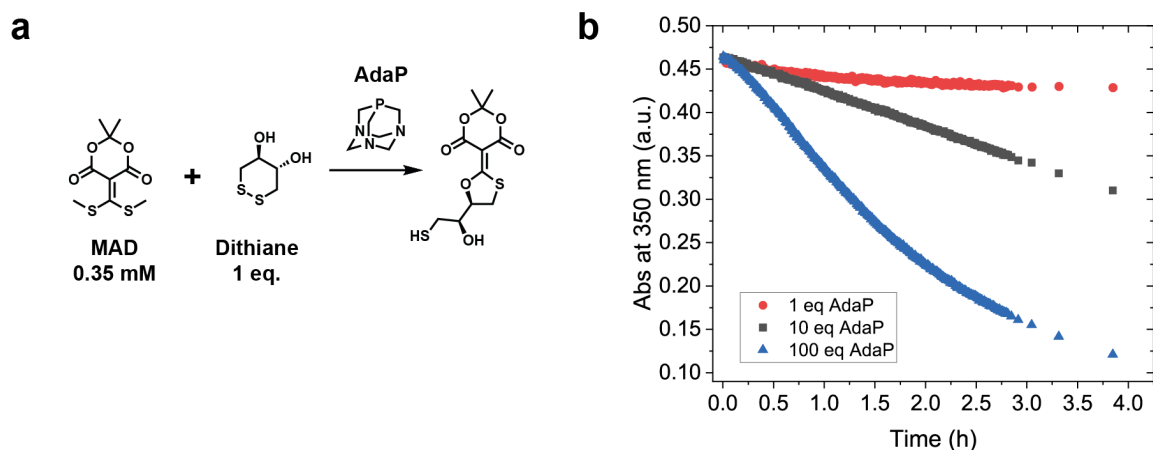 a
AdaP
P
N N
N
O O
O O
S S
MAD
0.35 mM
+
OH
OH
S
S
Dithiane
1 eq.
O O
O O
O S
HS
OH
b
Abs at 350 nm (a.u.)
0.50
0.45
0.40
0.35
0.30
0.25
0.20
0.15
0.10
1 eq AdaP
10 eq AdaP
100 eq AdaP
0.0 0.5 1.0 1.5 2.0 2.5 3.0 3.5 4.0
Time (h)